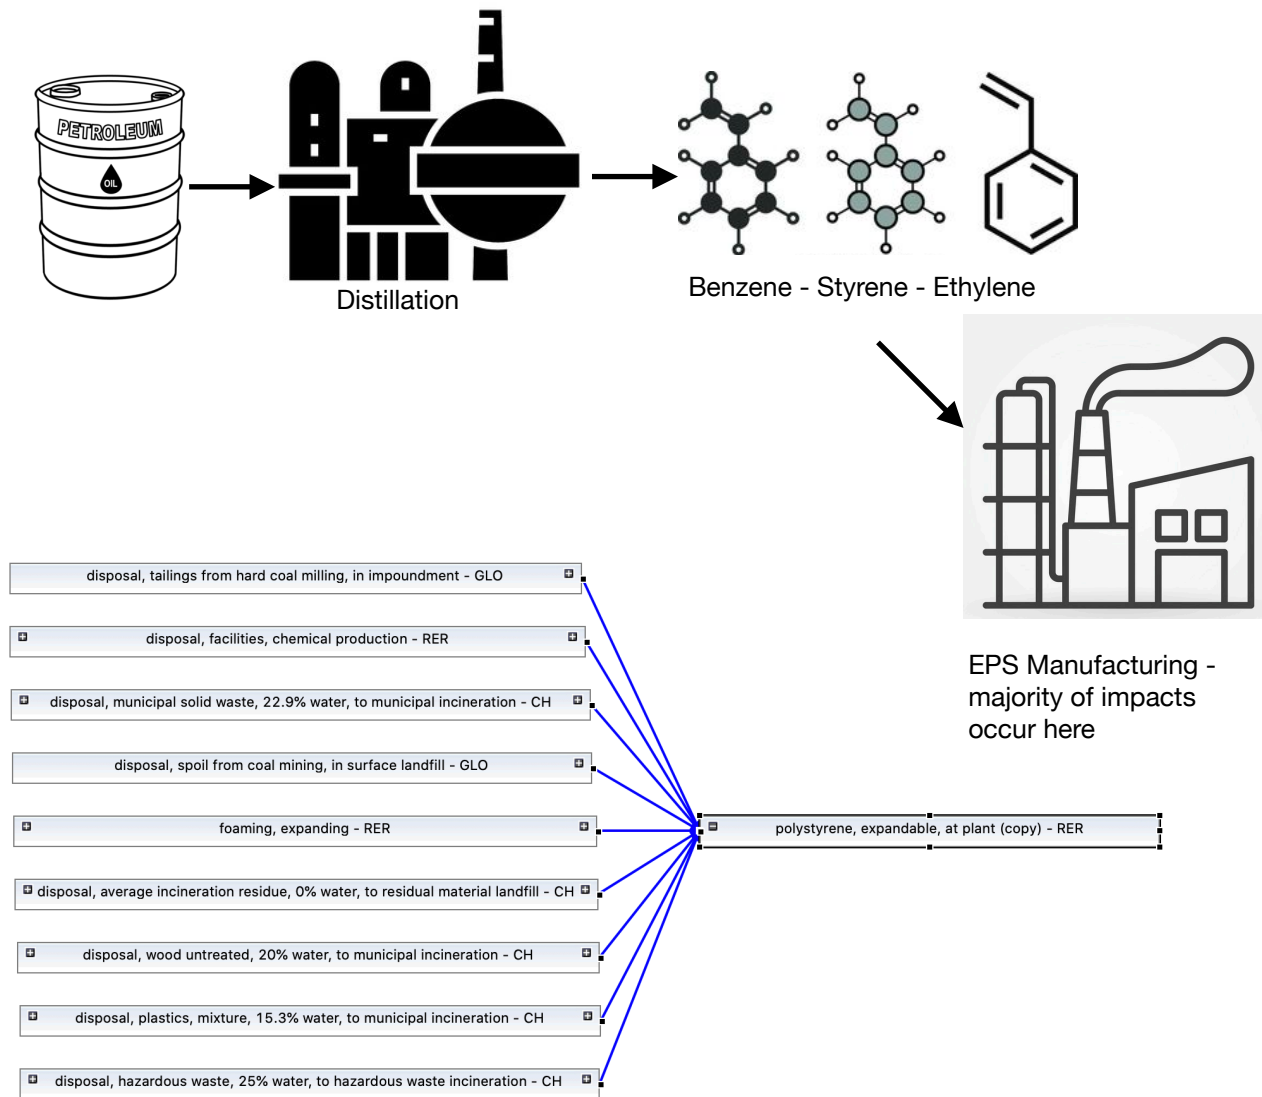 PETROLEUM
OIL
Distillation
Benzene - Styrene - Ethylene
EPS Manufacturing -
majority of impacts
occur here
disposal, tailings from hard coal milling, in impoundment - GLO
disposal, facilities, chemical production - RER
disposal, municipal solid waste, 22.9% water, to municipal incineration - CH
disposal, spoil from coal mining, in surface landfill - GLO
foaming, expanding - RER
polystyrene, expandable, at plant (copy) - RER
disposal, average incineration residue, 0% water, to residual material landfill - CH
disposal, wood untreated, 20% water, to municipal incineration - CH
disposal, plastics, mixture, 15.3% water, to municipal incineration - CH
disposal, hazardous waste, 25% water, to hazardous waste incineration - CH